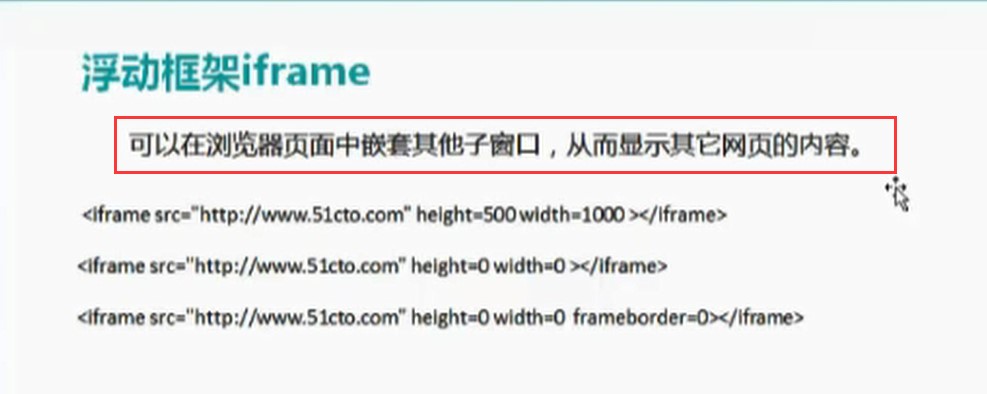 浮动框架iframe
可以在浏览器页面中嵌套其他子窗口，从而显示其它网页的内容。
<iframe src="http://www.51cto.com" height=500 width=1000 ></iframe>
<iframe src="http://www.51cto.com" height=0 width=0 ></iframe>
<iframe src="http://www.51cto.com" height=0 width=0 frameborder=0></iframe>